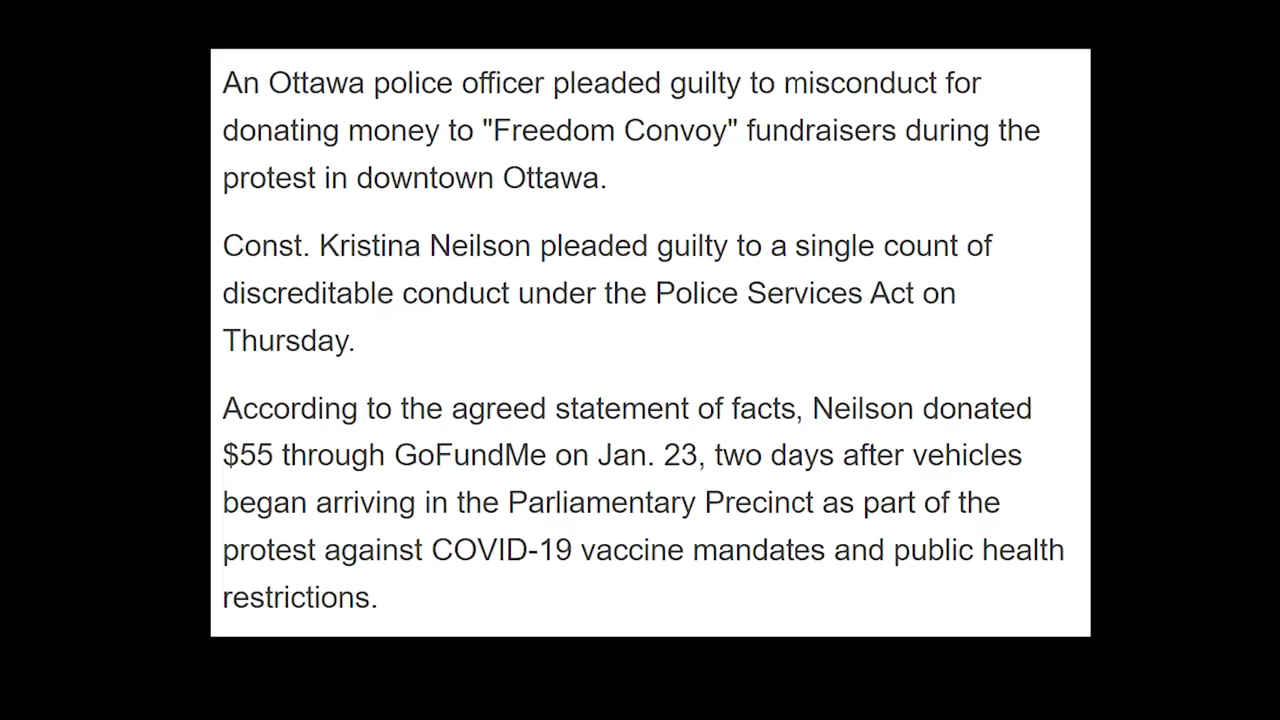 An Ottawa police officer pleaded guilty to misconduct for
donating money to "Freedom Convoy" fundraisers during the
protest in downtown Ottawa.
Const. Kristina Neilson pleaded guilty to a single count of
discreditable conduct under the Police Services Act on
Thursday.
According to the agreed statement of facts, Neilson donated
$55 through GoFundMe on Jan. 23, two days after vehicles
began arriving in the Parliamentary Precinct as part of the
protest against COVID-19 vaccine mandates and public health
restrictions.